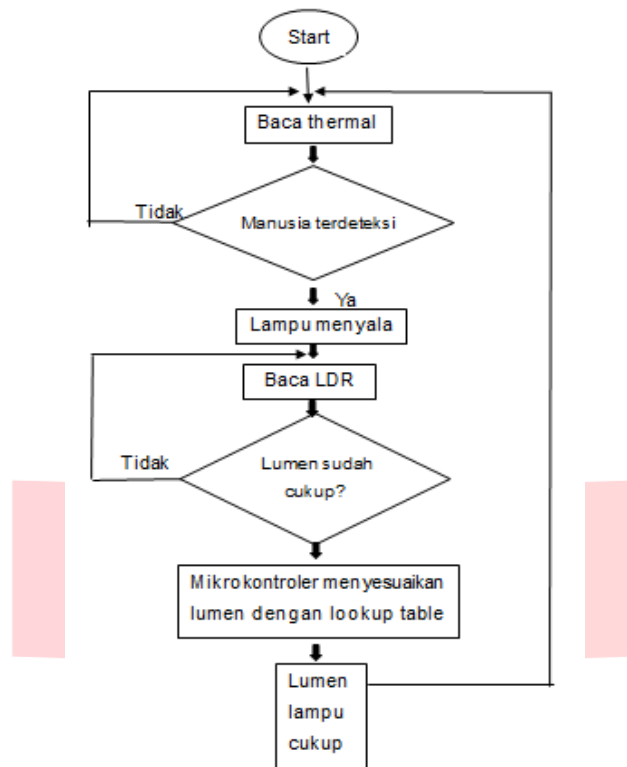 Start
Baca thermal
Tidak
Manusia terdeteksi
Ya
Lampu menyala
Baca LDR
Tidak
Lumen sudah
cukup?
Mikrokontroler menyesuaikan
lumen dengan lookup table
Lumen
lampu
cukup